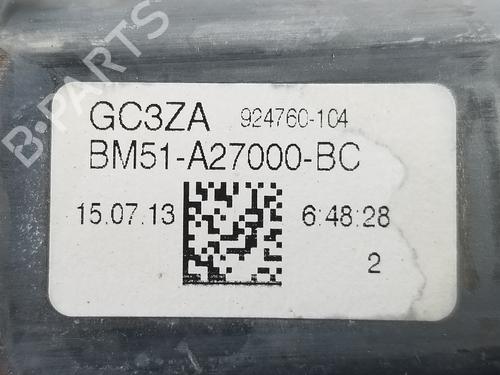 B-PARTS
GC3ZA 924760-104
BM51-A27000-BC
15.07.13 6:48:28
2